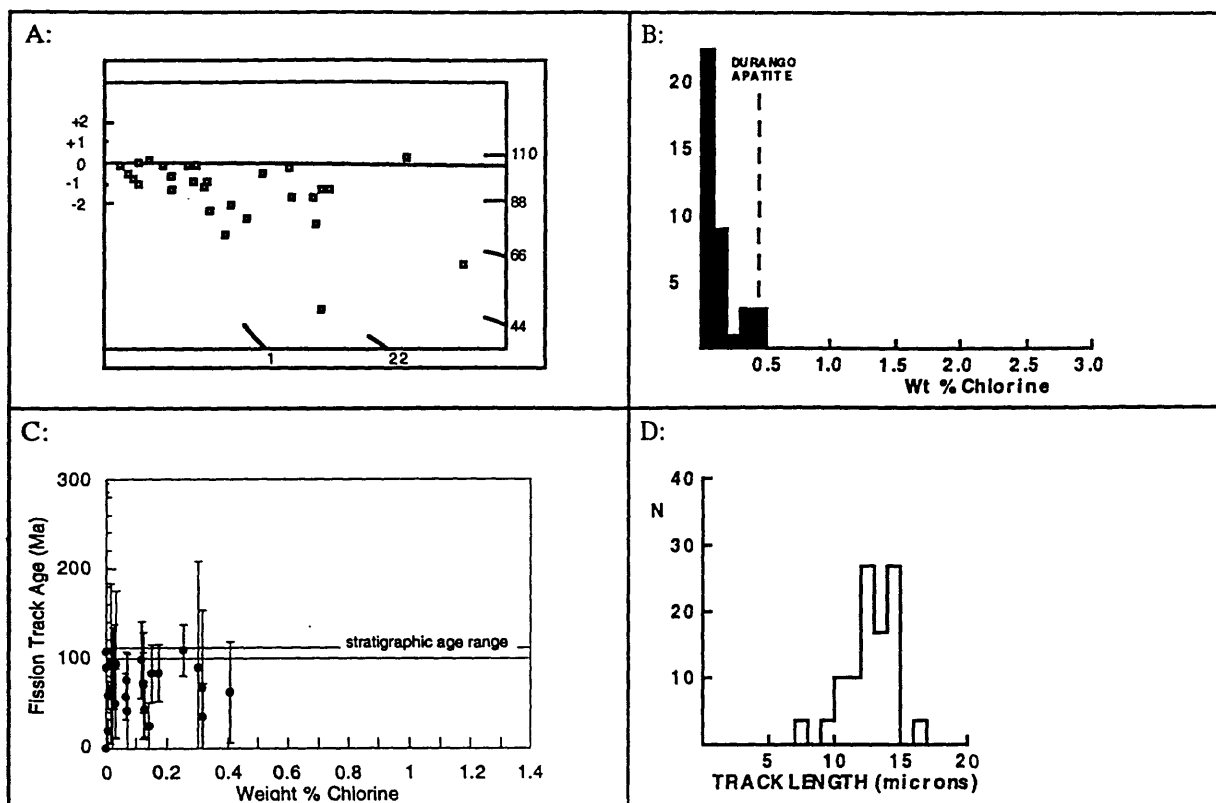 A:
+2
+1
0
-1
-2
110
88
66
44
1
22
B:
DURANGO
APATITE
20
15
10
5
0.5 1.0 1.5 2.0 2.5 3.0
Wt % Chlorine
C:
300
200
100
0
Fission Track Age (Ma)
stratigraphic age range
0 0.2 0.4 0.6 0.8 1 1.2 1.4
Weight % Chlorine
D:
40
N
30
20
10
5 10 15 20
TRACK LENGTH (microns)